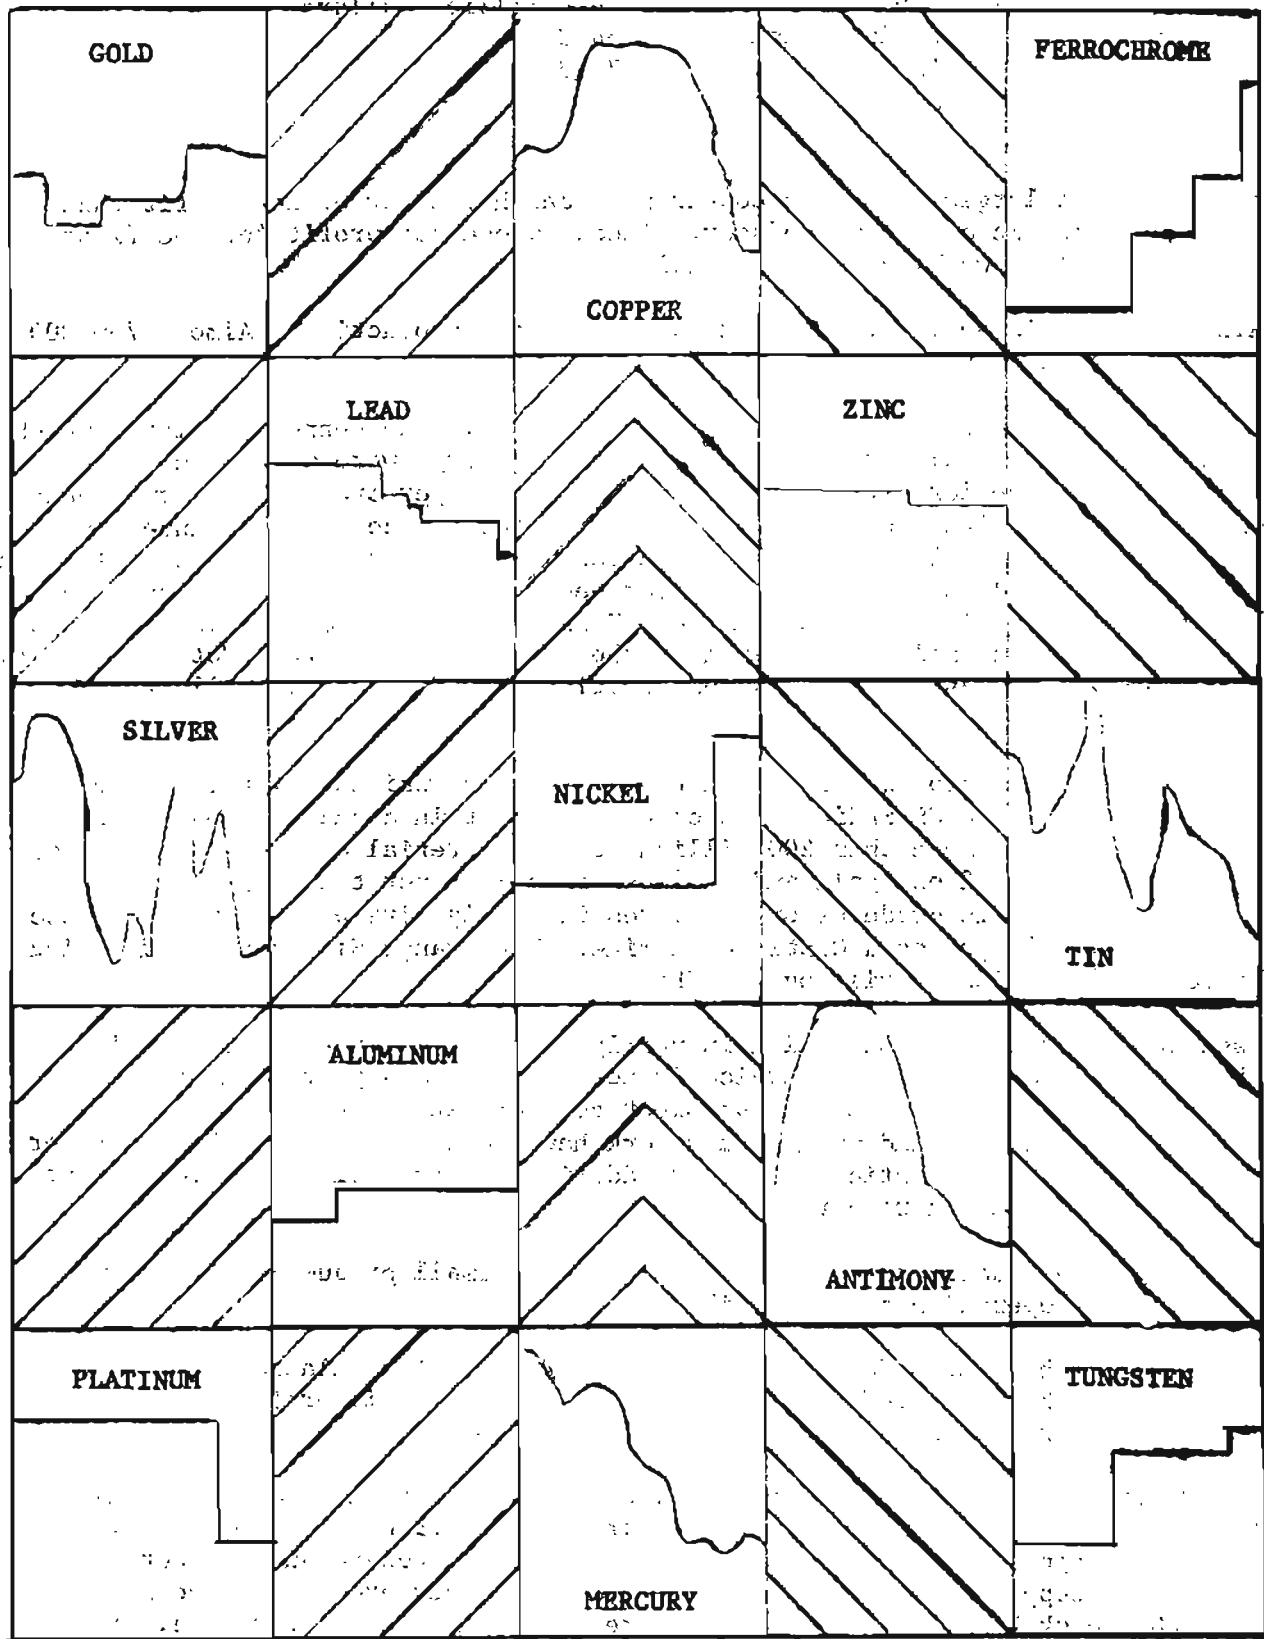 GOLD
FERROCHROME
COPPER
LEAD
ZINC
SILVER
NICKEL
TIN
ALUMINUM
ANTIMONY
PLATINUM
TUNGSTEN
MERCURY